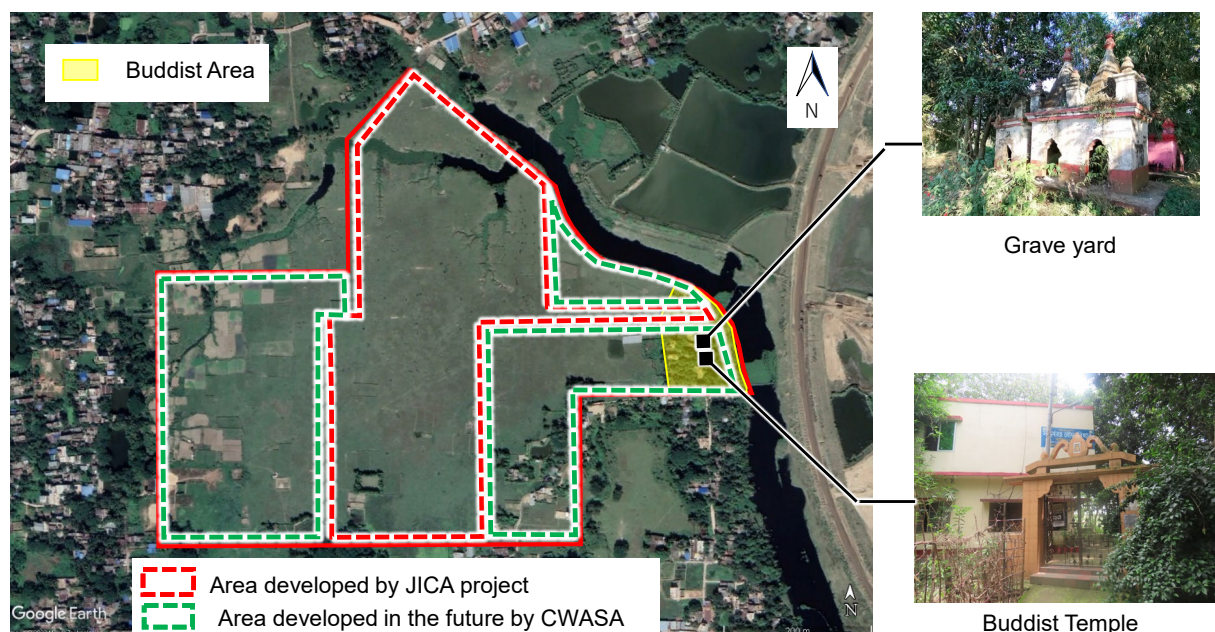 Buddist Area
N
Grave yard
Area developed by JICA project
Area developed in the future by CWASA
N
Google Earth
200 m
Buddist Temple